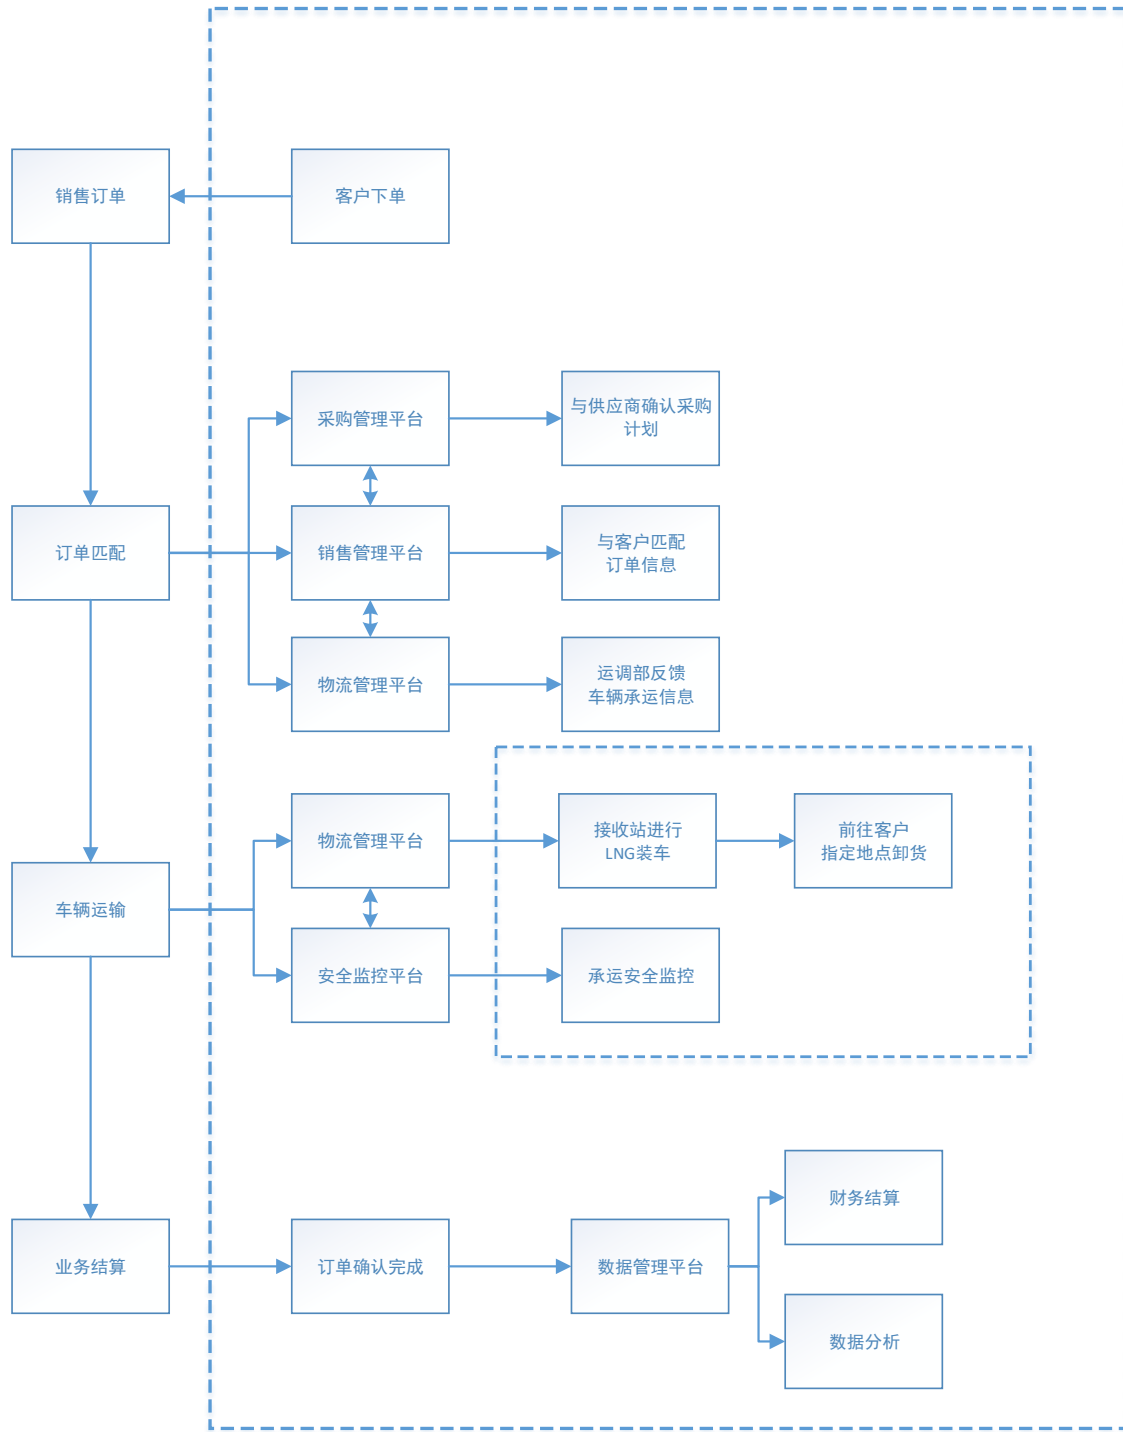 销售订单
客户下单
采购管理平台
与供应商确认采购
计划
订单匹配
销售管理平台
与客户匹配
订单信息
物流管理平台
运调部反馈
车辆承运信息
物流管理平台
接收站进行
LNG装车
前往客户
指定地点卸货
车辆运输
安全监控平台
承运安全监控
财务结算
业务结算
订单确认完成
数据管理平台
数据分析